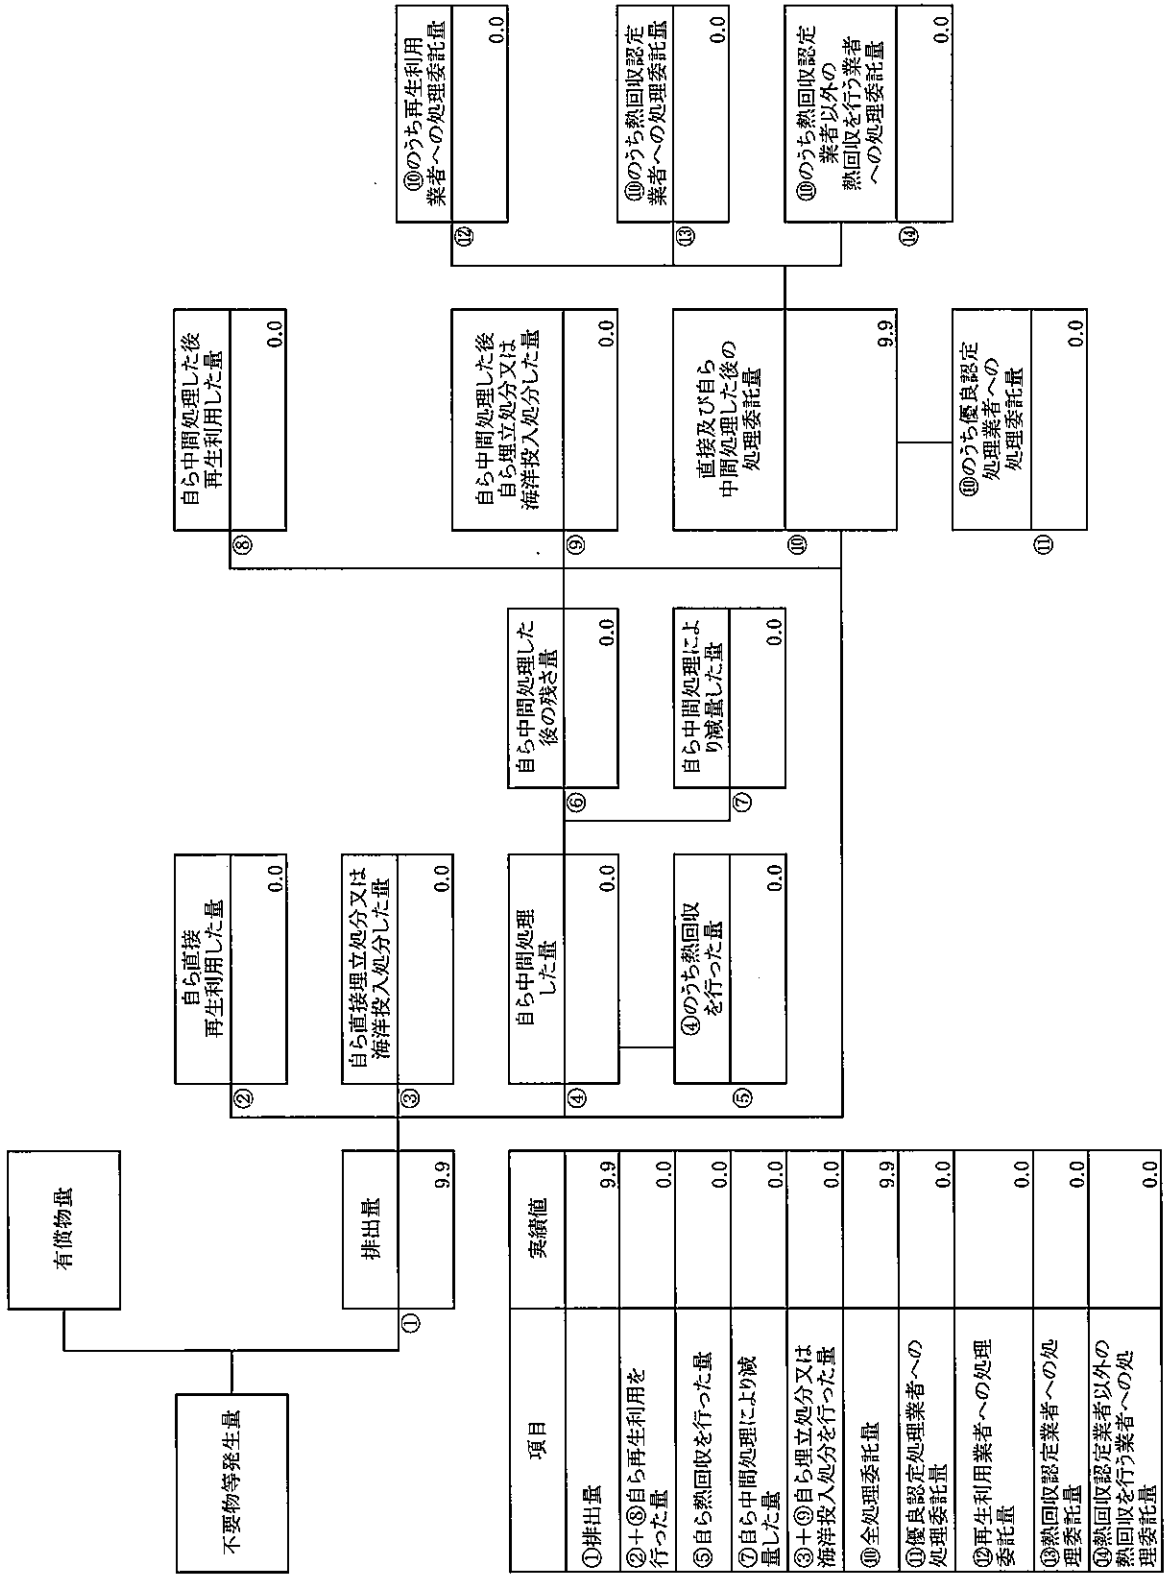 不要物等発生量
有償物量
①
排出量
9.9
②
自ら直接
再生利用した量
0.0
③
自ら直接埋立処分又は
海洋投入処分した量
0.0
④
自ら中間処理
した量
0.0
⑤
④のうち熱回収
を行った量
0.0
⑥
自ら中間処理した
後の残さ量
0.0
⑦
自ら中間処理によ
り減量した量
0.0
⑧
自ら中間処理した後
再生利用した量
0.0
⑨
自ら中間処理した後
自ら埋立処分又は
海洋投入処分した量
0.0
⑩
直接及び自ら
中間処理した後の
処理委託量
9.9
⑪
⑩のうち優良認定
処理業者への
処理委託量
0.0
⑫
⑩のうち再生利用
業者への処理委託量
0.0
⑬
⑩のうち熱回収認定
業者への処理委託量
0.0
⑭
⑩のうち熱回収認定
業者以外の
熱回収を行う業者
への処理委託量
0.0
項目 実績値
①排出量 9.9
②+⑧自ら再生利用を
行った量 0.0
⑤自ら熱回収を行った量 0.0
⑦自ら中間処理により減
量した量 0.0
③+⑨自ら埋立処分又は
海洋投入処分を行った量 0.0
⑩全処理委託量 9.9
⑪優良認定処理業者への
処理委託量 0.0
⑫再生利用業者への処理
委託量 0.0
⑬熱回収認定業者への処
理委託量 0.0
⑭熱回収認定業者以外の
熱回収を行う業者への処
理委託量 0.0